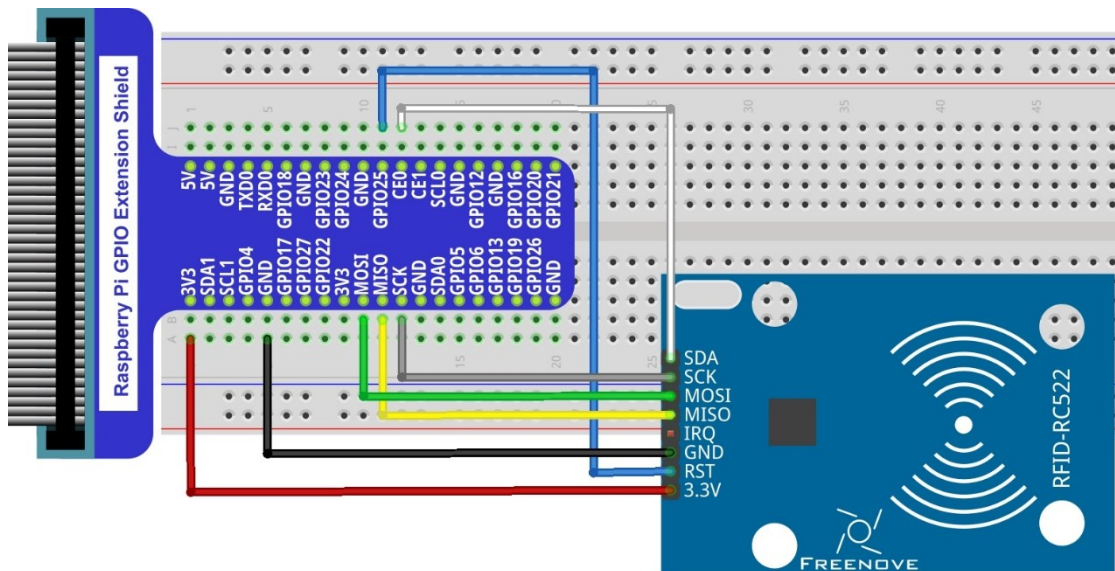 Raspberry Pi GPIO Extension Shield
1
5
10
25
30
35
40
45
J
I
5V
5V
GND
TXD0
RXD0
GPIO18
GND
GPIO23
GPIO24
GND
GPIO25
CE0
CE1
SCL0
GND
GPIO12
GND
GPIO16
GPIO20
GPIO21
3V3
SDA1
SCL1
GPIO4
GND
GPIO17
GPIO27
GPIO22
3V3
MOSI
MISO
SCK
GND
SDA0
GPIO5
GPIO6
GPIO13
GPIO19
GPIO26
GND
B
A
15
20
25
SDA
SCK
MOSI
MISO
IRQ
GND
RST
3.3V
RFID-RC522
FREENOVE